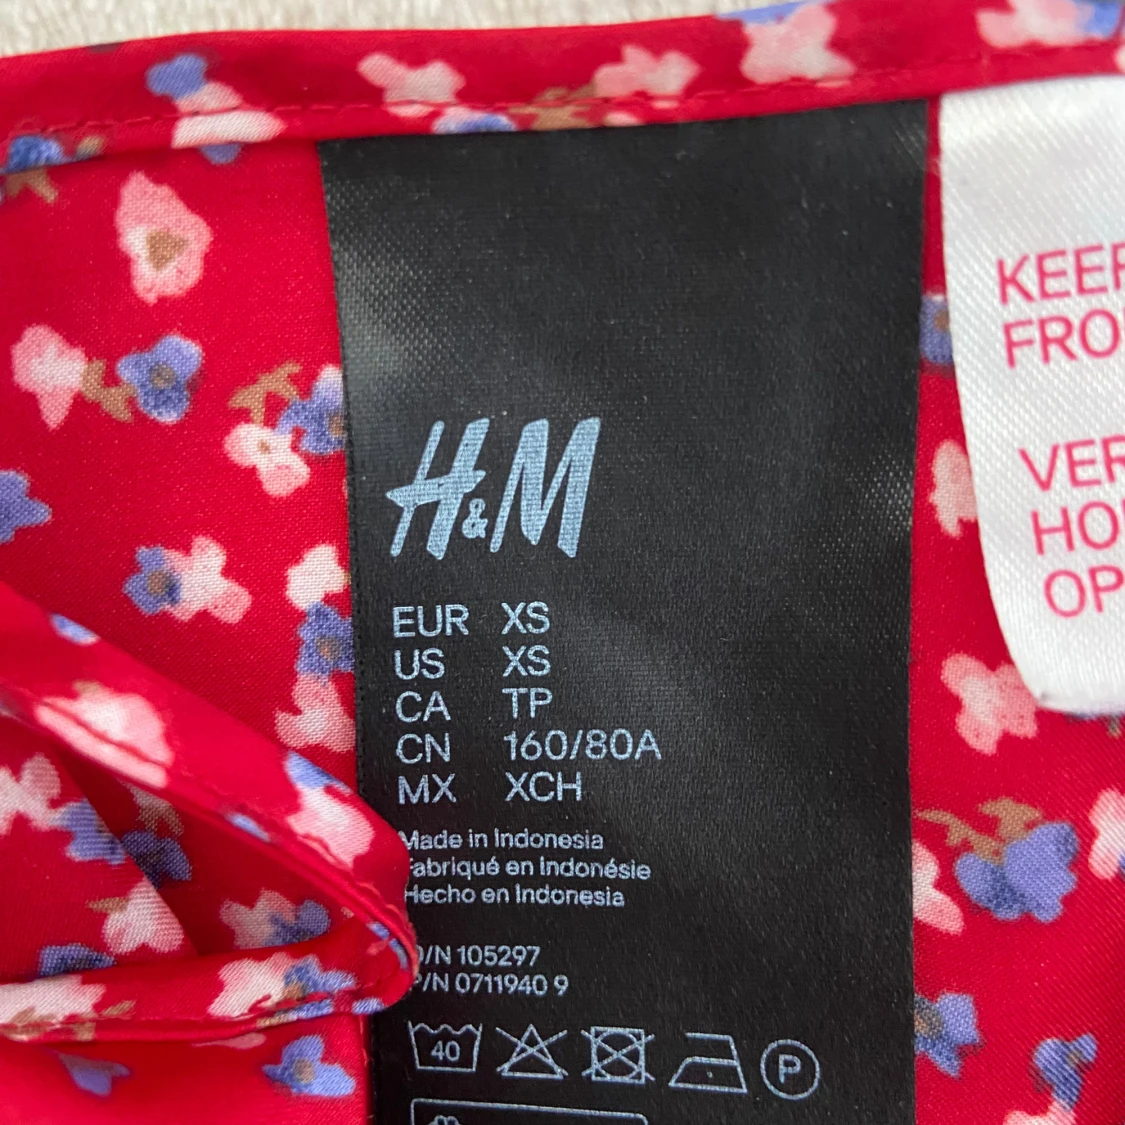 H&M
EUR XS
US XS
CA TP
CN 160/80A
MX XCH
Made in Indonesia
Fabriqué en Indonésie
Hecho en Indonesia
/N 105297
P/N 0711940 9
40
P
KEEP
FRO
VER
HO
OP